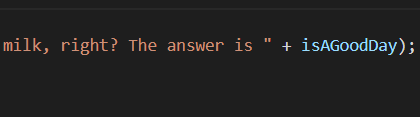 milk, right? The answer is " + isAGoodDay);